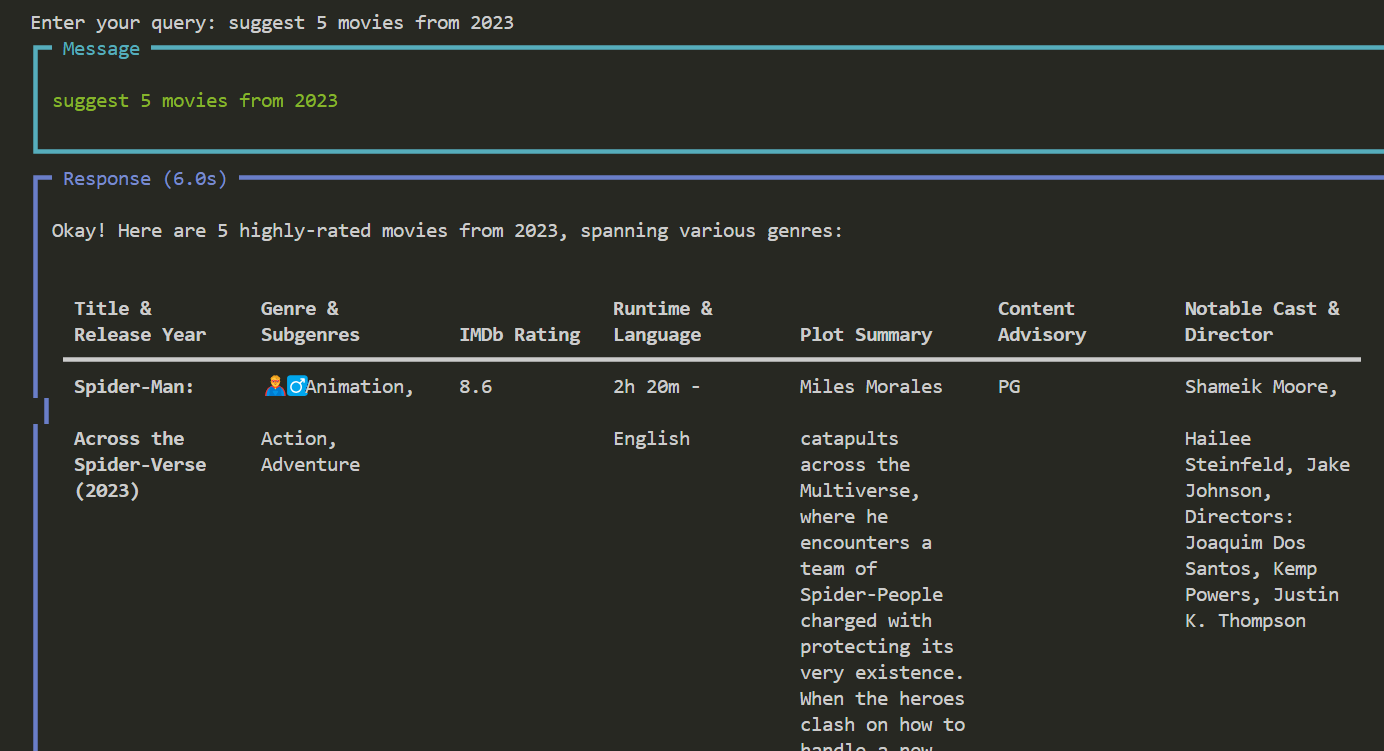 Enter your query: suggest 5 movies from 2023
Message
suggest 5 movies from 2023
Response (6.0s)
Okay! Here are 5 highly-rated movies from 2023, spanning various genres:
Title & Genre & Runtime & Content Notable Cast &
Release Year Subgenres IMDb Rating Language Plot Summary Advisory Director
Spider-Man: 🦸‍♂️Animation, 8.6 2h 20m - Miles Morales PG Shameik Moore,
Across the Action, English catapults Hailee
Spider-Verse Adventure across the Steinfeld, Jake
(2023) Multiverse, Johnson,
where he Directors:
encounters a Joaquim Dos
team of Santos, Kemp
Spider-People Powers, Justin
charged with K. Thompson
protecting its
very existence.
When the heroes
clash on how to
handle a new